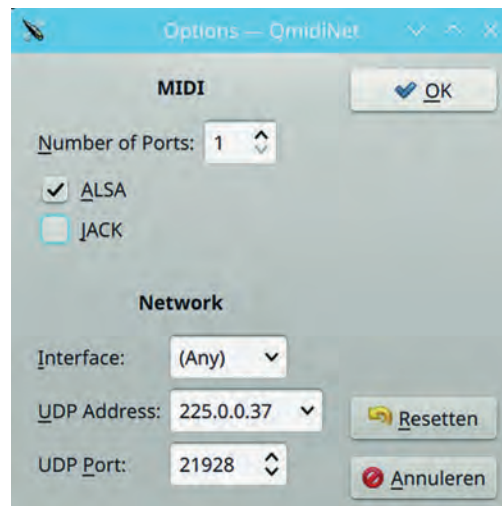 Options — QmidiNet
MIDI
OK
Number of Ports: 1
ALSA
JACK
Network
Interface: (Any)
UDP Address: 225.0.0.37
Resetten
UDP Port: 21928
Annuleren